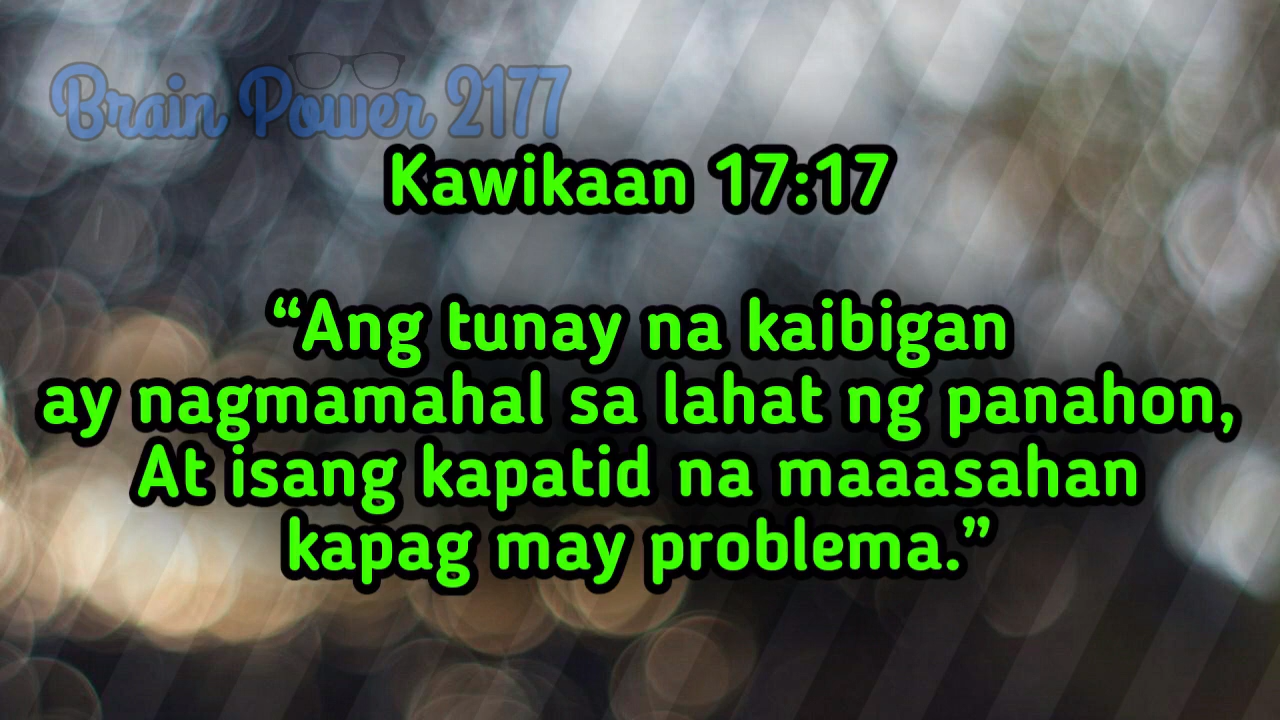 Brain Power 2177
Kawikaan 17:17
“Ang tunay na kaibigan
ay nagmamahal sa lahat ng panahon,
At isang kapatid na maaasahan
kapag may problema.”